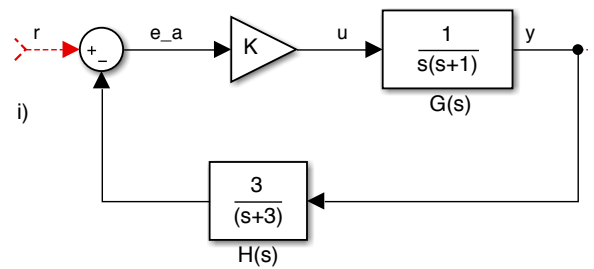 r
+
_
e_a
K
u
1
s(s+1)
G(s)
y
i)
3
(s+3)
H(s)